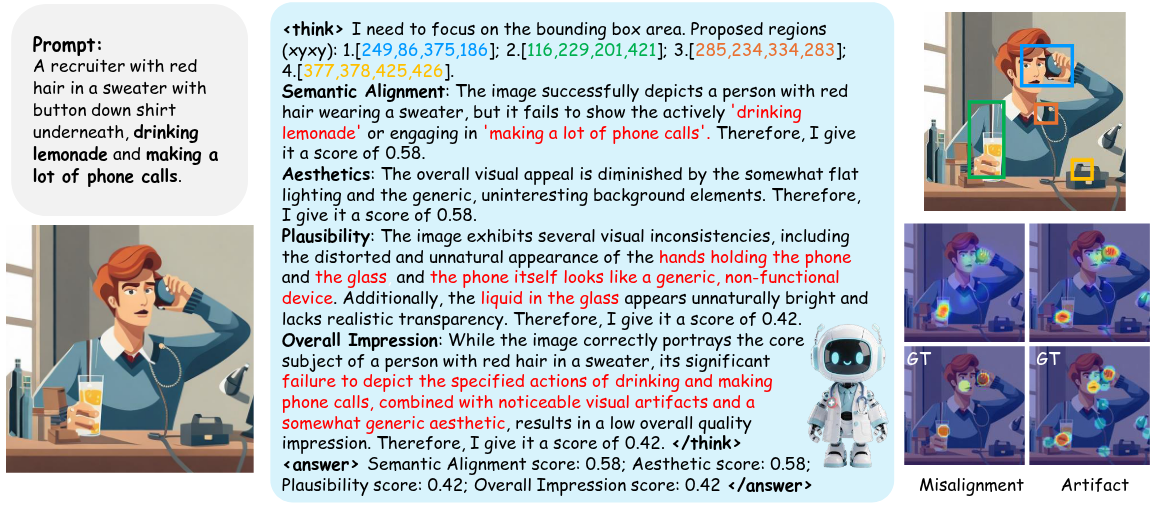 Prompt:
A recruiter with red
hair in a sweater with
button down shirt
underneath, drinking
lemonade and making a
lot of phone calls.
<think> I need to focus on the bounding box area. Proposed regions
(xyxy): 1.[249,86,375,186]; 2.[116,229,201,421]; 3.[285,234,334,283];
4.[377,378,425,426].
Semantic Alignment: The image successfully depicts a person with red
hair wearing a sweater, but it fails to show the actively 'drinking
lemonade' or engaging in 'making a lot of phone calls'. Therefore, I give
it a score of 0.58.
Aesthetics: The overall visual appeal is diminished by the somewhat flat
lighting and the generic, uninteresting background elements. Therefore,
I give it a score of 0.58.
Plausibility: The image exhibits several visual inconsistencies, including
the distorted and unnatural appearance of the hands holding the phone
and the glass and the phone itself looks like a generic, non-functional
device. Additionally, the liquid in the glass appears unnaturally bright and
lacks realistic transparency. Therefore, I give it a score of 0.42.
Overall Impression: While the image correctly portrays the core
subject of a person with red hair in a sweater, its significant
failure to depict the specified actions of drinking and making
phone calls, combined with noticeable visual artifacts and a
somewhat generic aesthetic, results in a low overall quality
impression. Therefore, I give it a score of 0.42. </think>
<answer> Semantic Alignment score: 0.58; Aesthetic score: 0.58;
Plausibility score: 0.42; Overall Impression score: 0.42 </answer>
GT
GT
Misalignment
Artifact